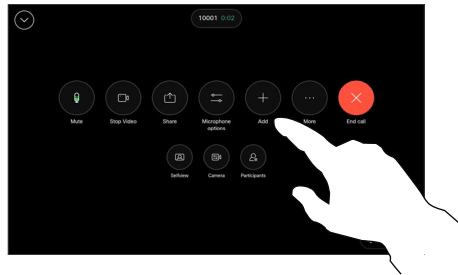 10001 0:02
Mute
Stop Video
Share
Microphone
options
Add
More
End call
Selfview
Camera
Participants